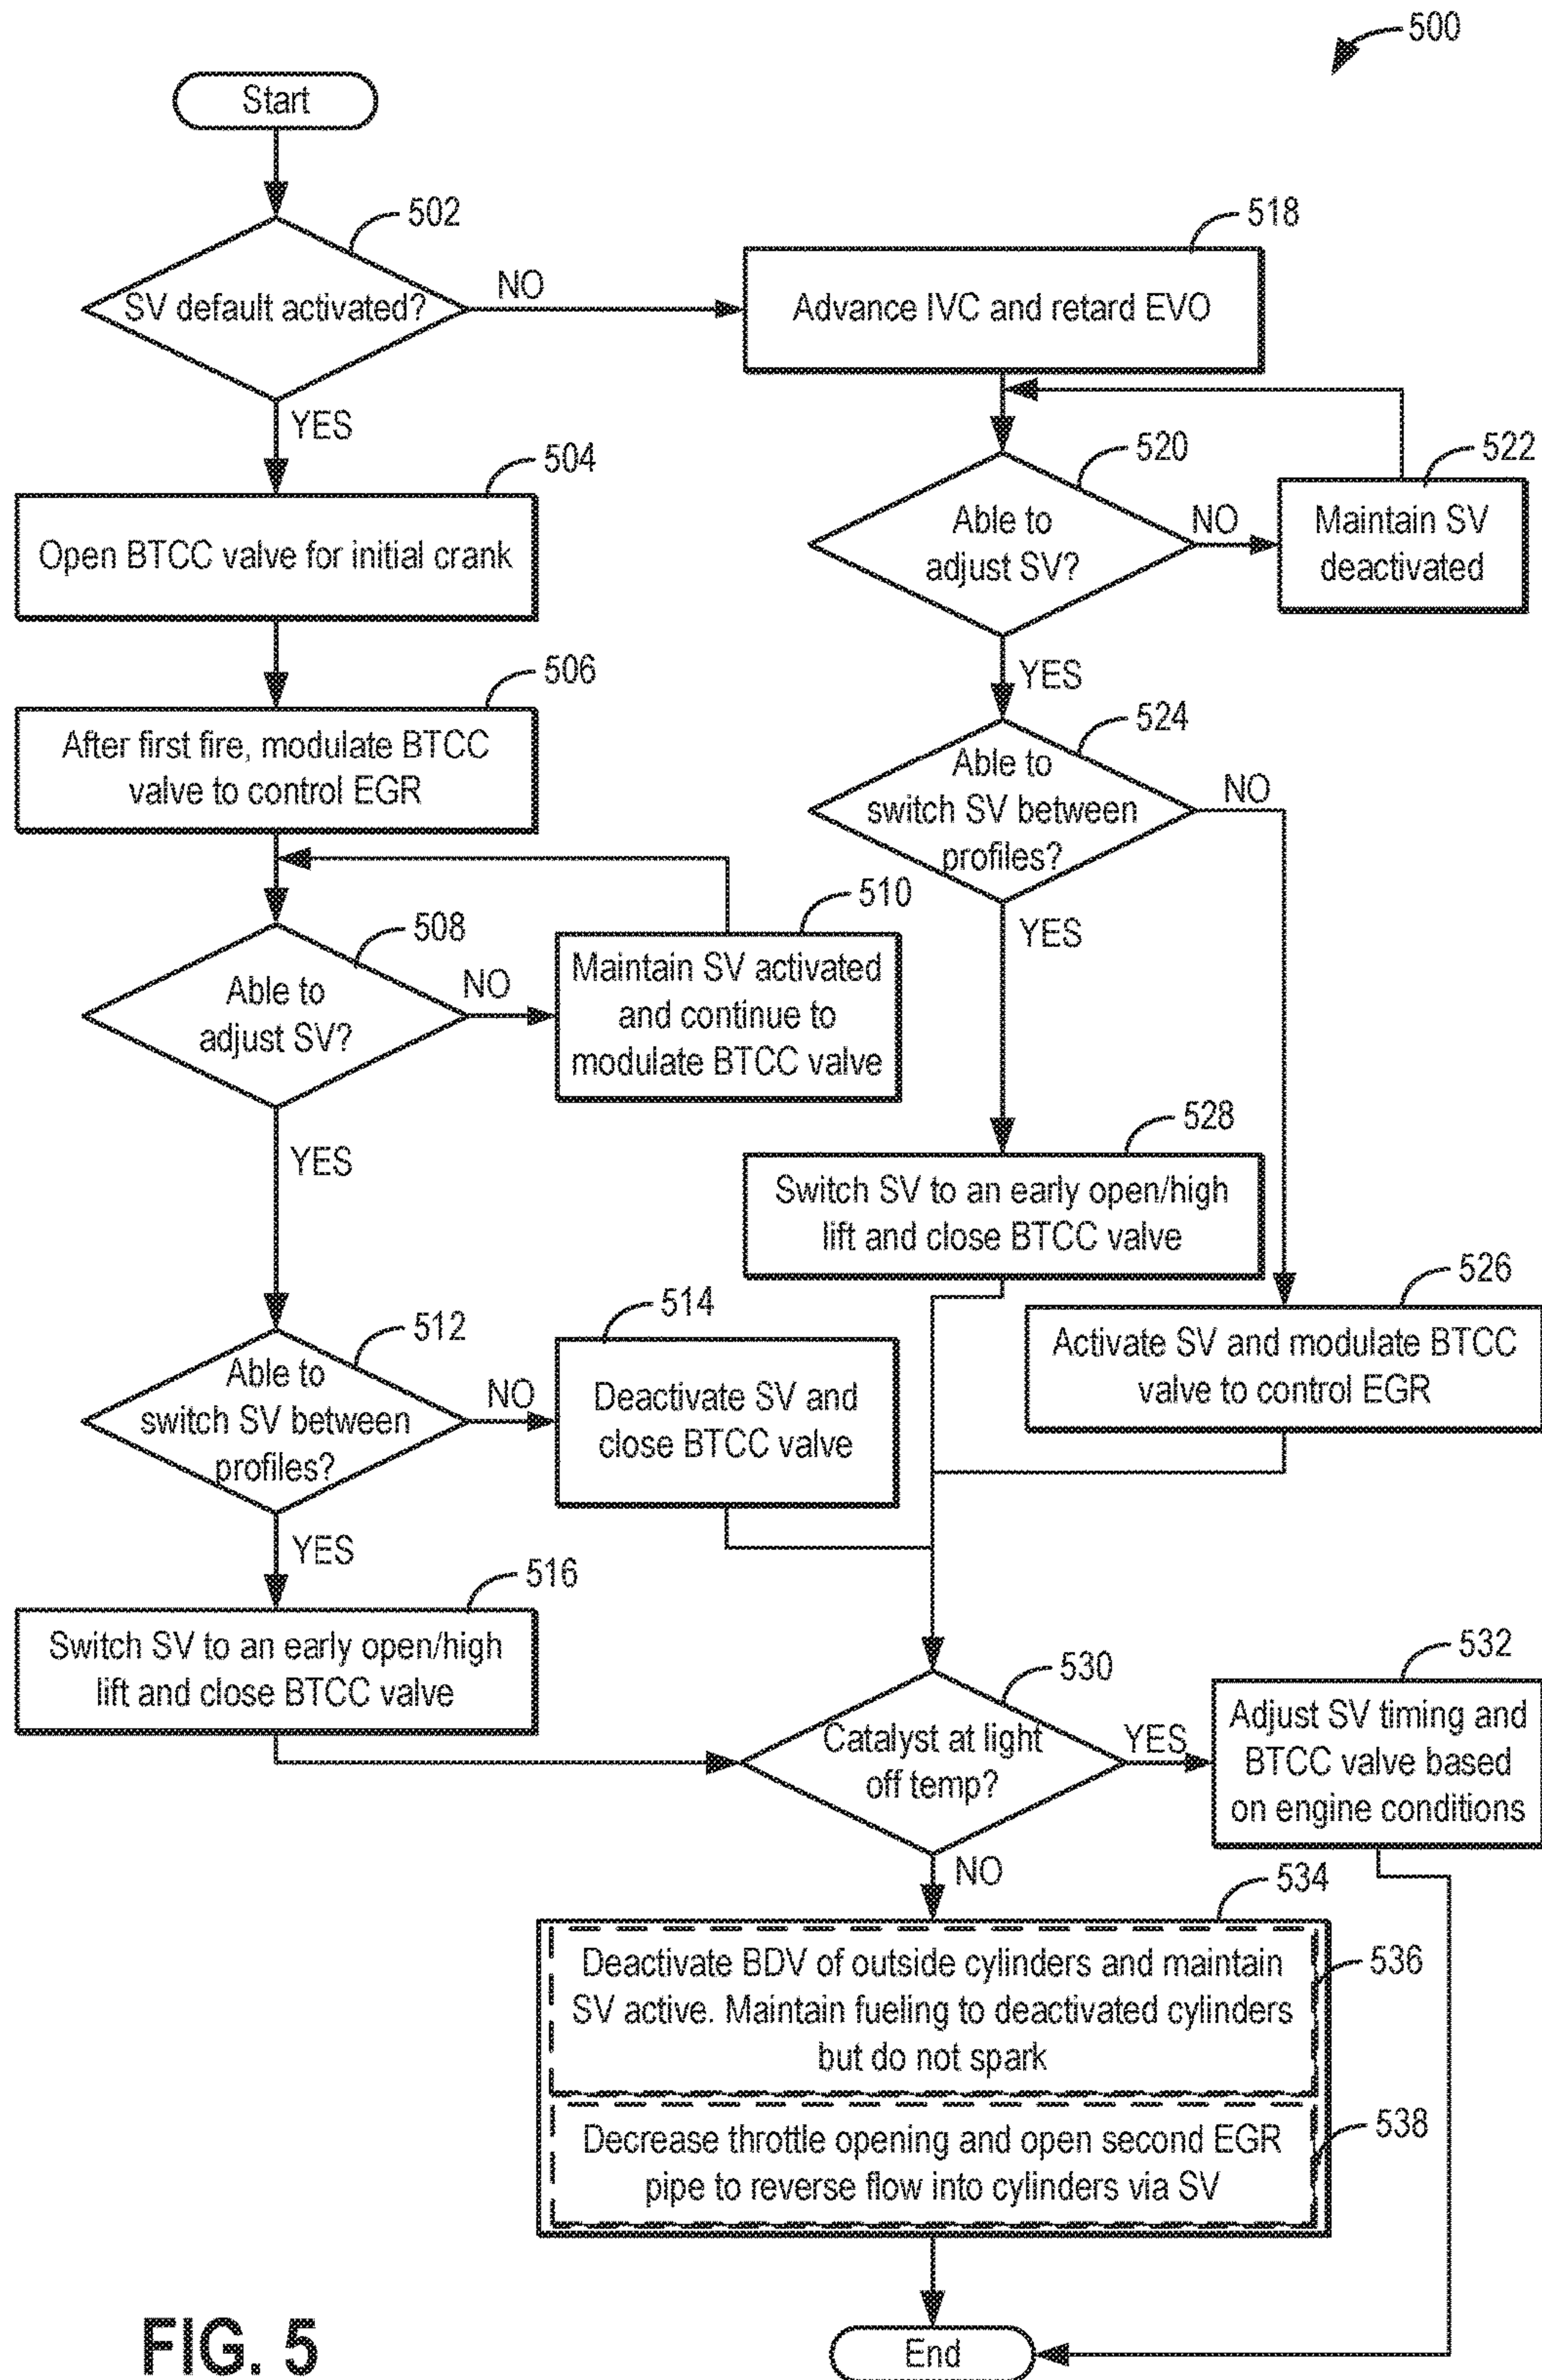 500
Start
502
SV default activated?
NO
YES
518
Advance IVC and retard EVO
504
Open BTCC valve for initial crank
520
Able to
adjust SV?
NO
YES
522
Maintain SV
deactivated
506
After first fire, modulate BTCC
valve to control EGR
524
Able to
switch SV between
profiles?
NO
YES
508
Able to
adjust SV?
NO
YES
510
Maintain SV activated
and continue to
modulate BTCC valve
528
Switch SV to an early open/high
lift and close BTCC valve
526
Activate SV and modulate BTCC
valve to control EGR
512
Able to
switch SV between
profiles?
NO
YES
514
Deactivate SV and
close BTCC valve
516
Switch SV to an early open/high
lift and close BTCC valve
530
Catalyst at light
off temp?
YES
NO
532
Adjust SV timing and
BTCC valve based
on engine conditions
534
Deactivate BDV of outside cylinders and maintain
SV active. Maintain fueling to deactivated cylinders
but do not spark
536
Decrease throttle opening and open second EGR
pipe to reverse flow into cylinders via SV
538
End
FIG. 5